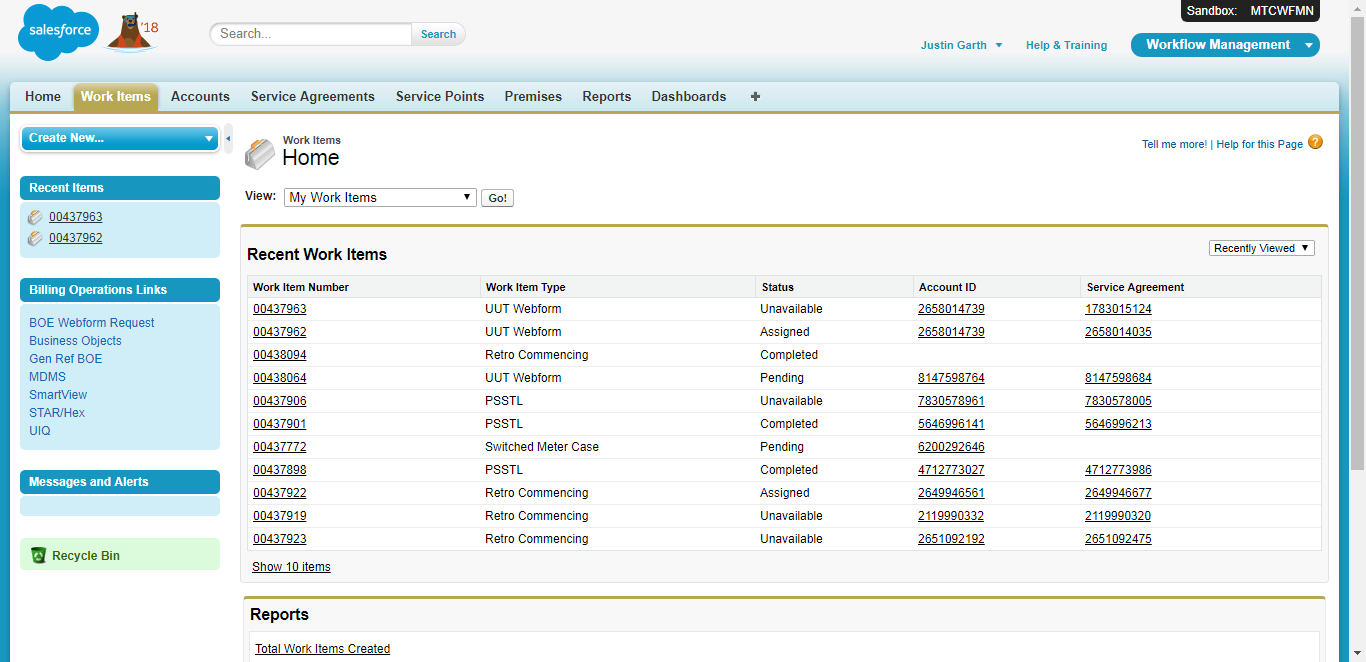 Sandbox: MTCWFMN
salesforce
'18
Search...
Search
Justin Garth
Help & Training
Workflow Management
Home
Work Items
Accounts
Service Agreements
Service Points
Premises
Reports
Dashboards
+
Create New...
Recent Items
00437963
00437962
Billing Operations Links
BOE Webform Request
Business Objects
Gen Ref BOE
MDMS
SmartView
STAR/Hex
UIQ
Messages and Alerts
Recycle Bin
Work Items
Home
Tell me more! | Help for this Page ?
View: My Work Items Go!
Recent Work Items
Recently Viewed
Work Item Number Work Item Type Status Account ID Service Agreement
00437963 UUT Webform Unavailable 2658014739 1783015124
00437962 UUT Webform Assigned 2658014739 2658014035
00438094 Retro Commencing Completed
00438064 UUT Webform Pending 8147598764 8147598684
00437906 PSSTL Unavailable 7830578961 7830578005
00437901 PSSTL Completed 5646996141 5646996213
00437772 Switched Meter Case Pending 6200292646
00437898 PSSTL Completed 4712773027 4712773986
00437922 Retro Commencing Assigned 2649946561 2649946677
00437919 Retro Commencing Unavailable 2119990332 2119990320
00437923 Retro Commencing Unavailable 2651092192 2651092475
Show 10 items
Reports
Total Work Items Created